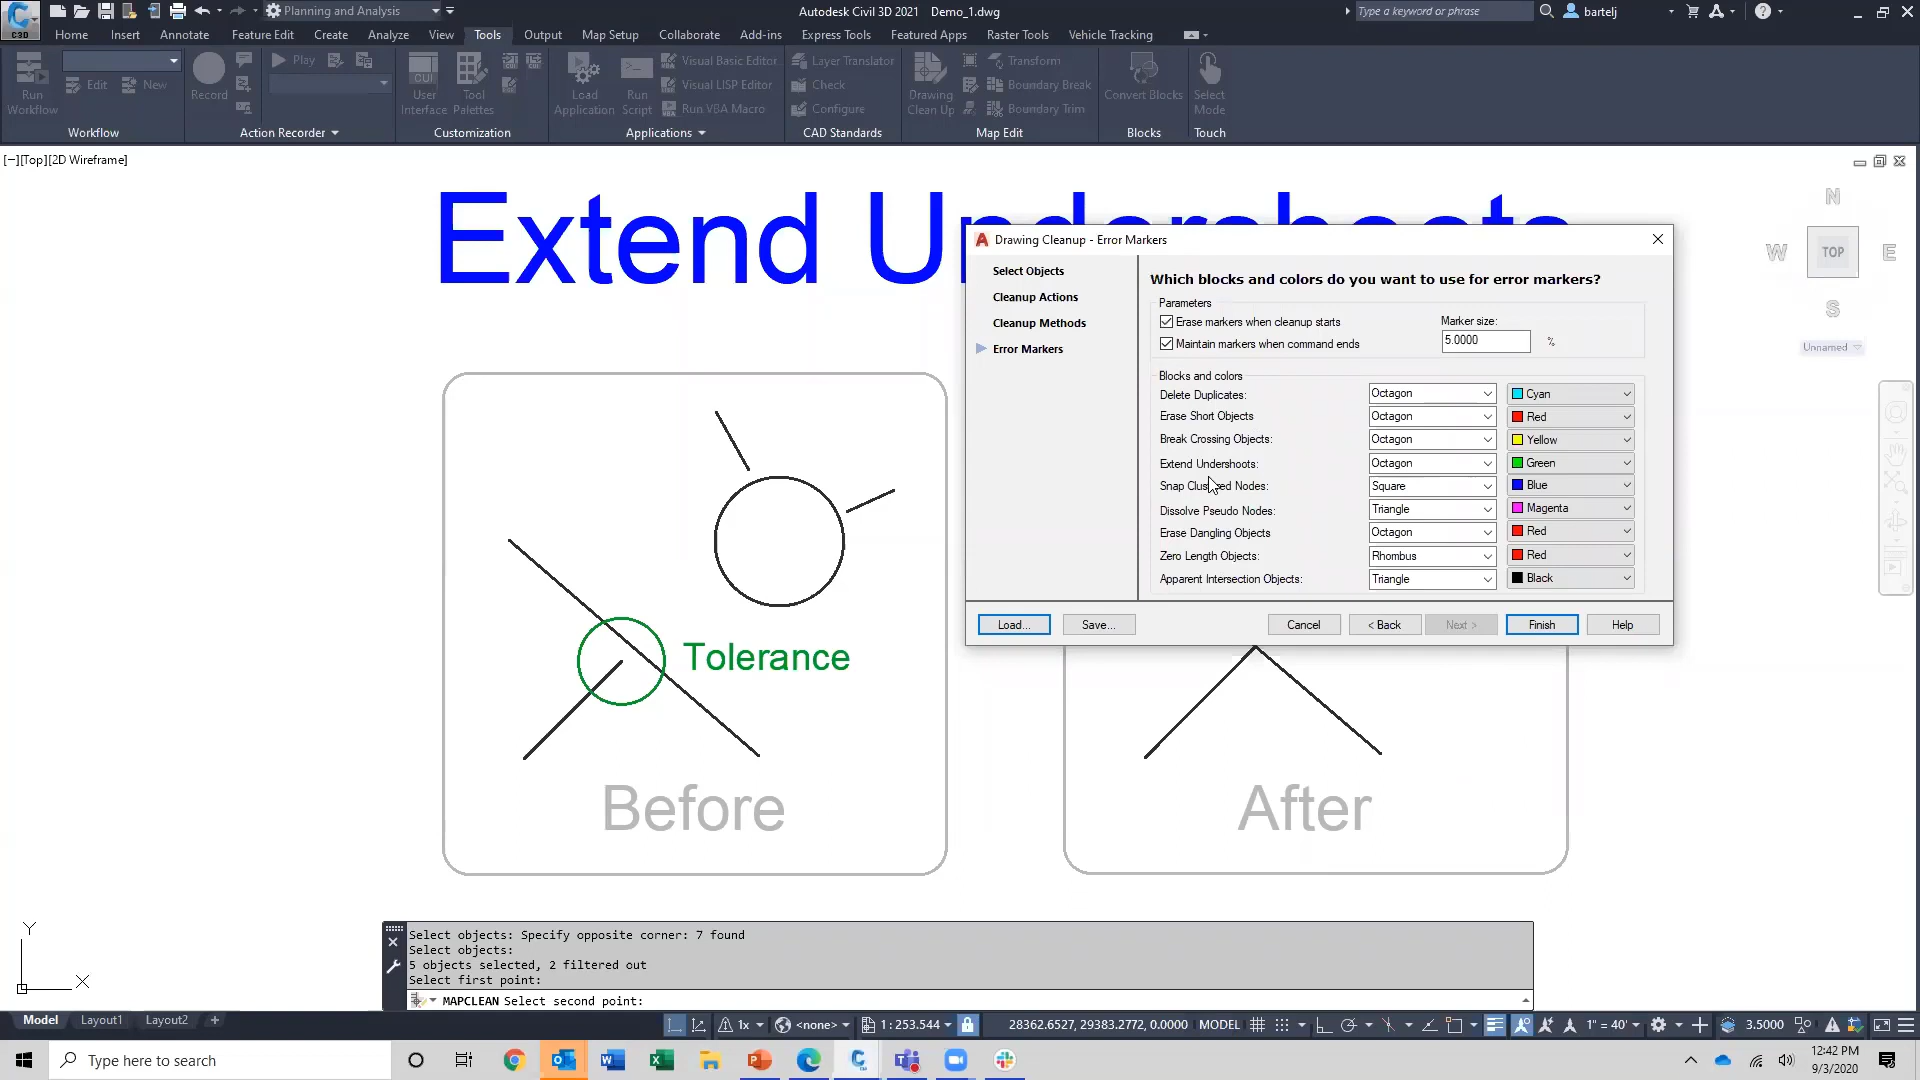 C3D
Planning and Analysis
Autodesk Civil 3D 2021 Demo_1.dwg
Type a keyword or phrase
bartelj
Home Insert Annotate Feature Edit Create Analyze View Tools Output Map Setup Collaborate Add-ins Express Tools Featured Apps Raster Tools Vehicle Tracking
Run Workflow
Edit
New
Workflow
Record
Play
Action Recorder
CUI
User Interface
Tool Palettes
Customization
Load Application
Run Script
Visual Basic Editor
Visual LISP Editor
Run VBA Macro
Applications
Layer Translator
Check
Configure
CAD Standards
Drawing Clean Up
Transform
Boundary Break
Boundary Trim
Map Edit
Convert Blocks
Blocks
Select Mode
Touch
[−][Top][2D Wireframe]
Extend Undershoots
N
W
TOP
E
S
Unnamed
Drawing Cleanup - Error Markers
Select Objects
Cleanup Actions
Cleanup Methods
Error Markers
Which blocks and colors do you want to use for error markers?
Parameters
Erase markers when cleanup starts
Maintain markers when command ends
Marker size:
5.0000 %
Blocks and colors
Delete Duplicates: Octagon Cyan
Erase Short Objects Octagon Red
Break Crossing Objects: Octagon Yellow
Extend Undershoots: Octagon Green
Snap Clustered Nodes: Square Blue
Dissolve Pseudo Nodes: Triangle Magenta
Erase Dangling Objects Octagon Red
Zero Length Objects: Rhombus Red
Apparent Intersection Objects: Triangle Black
Load... Save... Cancel < Back Next > Finish Help
Tolerance
Before
After
Y
X
Select objects: Specify opposite corner: 7 found
Select objects:
5 objects selected, 2 filtered out
Select first point:
MAPCLEAN Select second point:
Model Layout1 Layout2 +
1x <none> 1 : 253.544 28362.6527, 29383.2772, 0.0000 MODEL 1" = 40' 3.5000
Type here to search
12:42 PM
9/3/2020